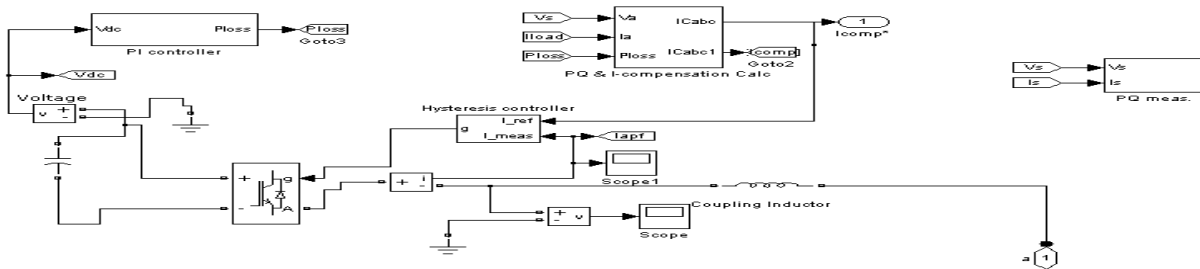 Vdc
Ploss
PI controller
Ploss
Goto3
Vdc
Voltage
v
+
-
Vs
Iload
Ploss
Va
Ia
Ploss
ICabc
ICabc1
PQ & I-compensation Calc
Icomp
Goto2
1
Icomp*
Vs
Is
Vs
Is
PQ meas.
Hysteresis controller
g
I_ref
I_meas
Iapf
Scope1
+
-
g
A
+
-
i
Coupling Inductor
+
-
v
Scope
a
1